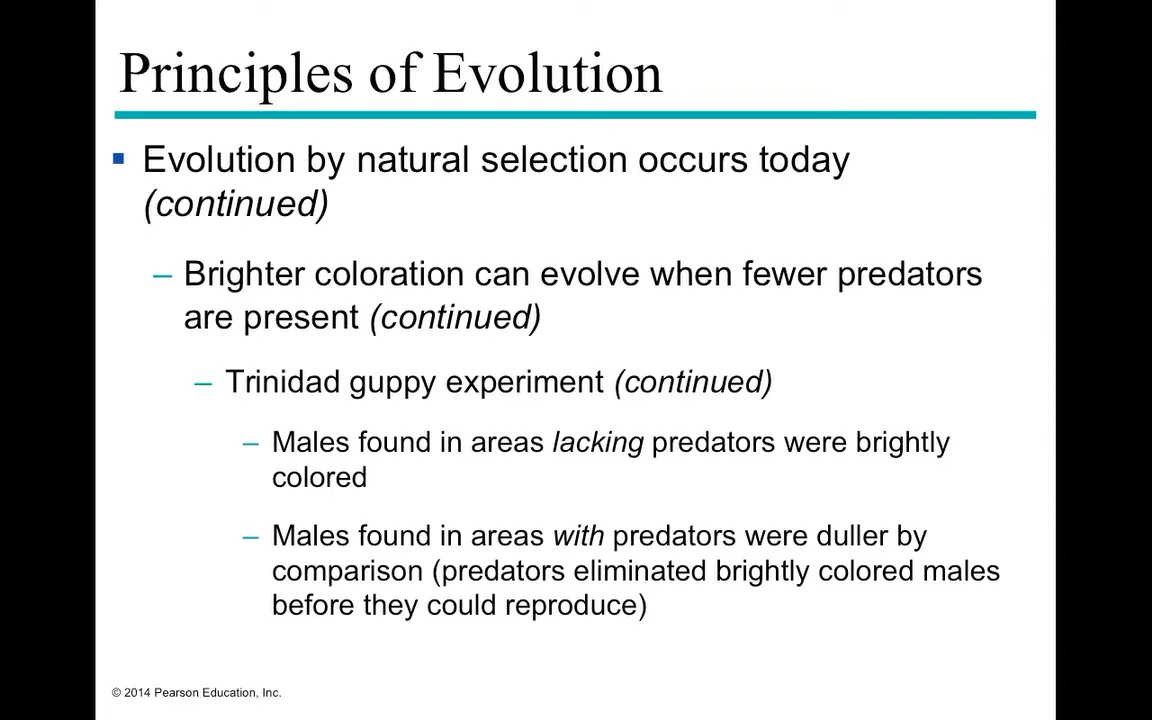 Principles of Evolution
▪ Evolution by natural selection occurs today
(continued)
– Brighter coloration can evolve when fewer predators
are present (continued)
– Trinidad guppy experiment (continued)
– Males found in areas lacking predators were brightly
colored
– Males found in areas with predators were duller by
comparison (predators eliminated brightly colored males
before they could reproduce)
© 2014 Pearson Education, Inc.